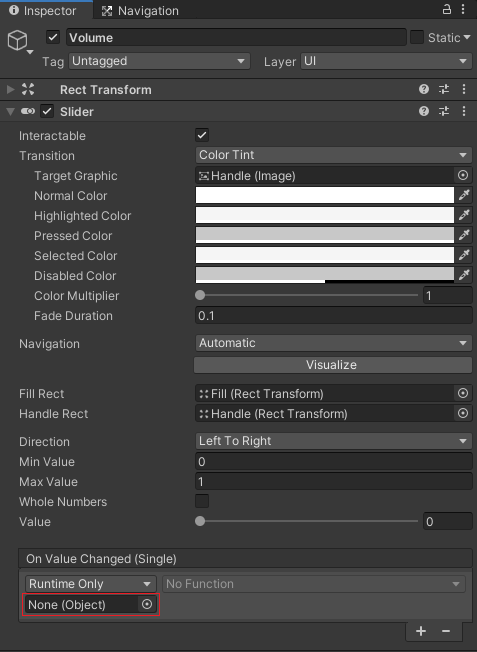 Inspector Navigation
Volume Static
Tag Untagged Layer UI
Rect Transform
Slider
Interactable
Transition Color Tint
Target Graphic Handle (Image)
Normal Color
Highlighted Color
Pressed Color
Selected Color
Disabled Color
Color Multiplier 1
Fade Duration 0.1
Navigation Automatic
Visualize
Fill Rect Fill (Rect Transform)
Handle Rect Handle (Rect Transform)
Direction Left To Right
Min Value 0
Max Value 1
Whole Numbers
Value 0
On Value Changed (Single)
Runtime Only No Function
None (Object)